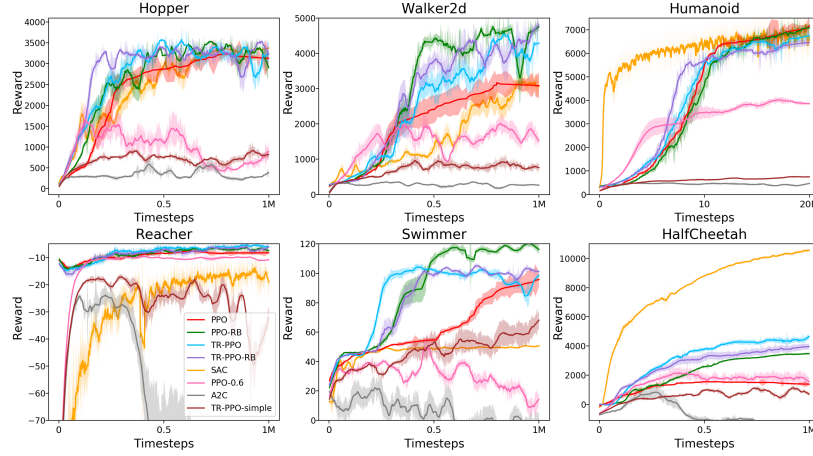 Hopper
Reward
4000
3500
3000
2500
2000
1500
1000
500
0
0
0.5
1M
Timesteps
Walker2d
Reward
5000
4000
3000
2000
1000
0
0
0.5
1M
Timesteps
Humanoid
Reward
7000
6000
5000
4000
3000
2000
1000
0
0
10
20M
Timesteps
Reacher
Reward
−10
−20
−30
−40
−50
−60
−70
0
0.5
1M
Timesteps
PPO
PPO-RB
TR-PPO
TR-PPO-RB
SAC
PPO-0.6
A2C
TR-PPO-simple
Swimmer
Reward
120
100
80
60
40
20
0
0
0.5
1M
Timesteps
HalfCheetah
Reward
10000
8000
6000
4000
2000
0
0
0.5
1M
Timesteps